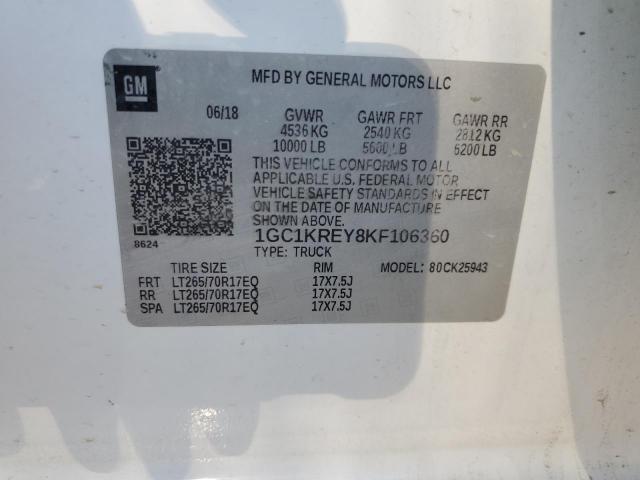 GM
MFD BY GENERAL MOTORS LLC
06/18 GVWR GAWR FRT GAWR RR
4536 KG 2540 KG 2812 KG
10000 LB 5600 LB 6200 LB
THIS VEHICLE CONFORMS TO ALL
APPLICABLE U.S. FEDERAL MOTOR
VEHICLE SAFETY STANDARDS IN EFFECT
ON THE DATE OF MANUFACTURE
SHOWN ABOVE.
8624
1GC1KREY8KF106360
TYPE: TRUCK MODEL: 80CK25943
TIRE SIZE RIM
FRT LT265/70R17EQ 17X7.5J
RR LT265/70R17EQ 17X7.5J
SPA LT265/70R17EQ 17X7.5J